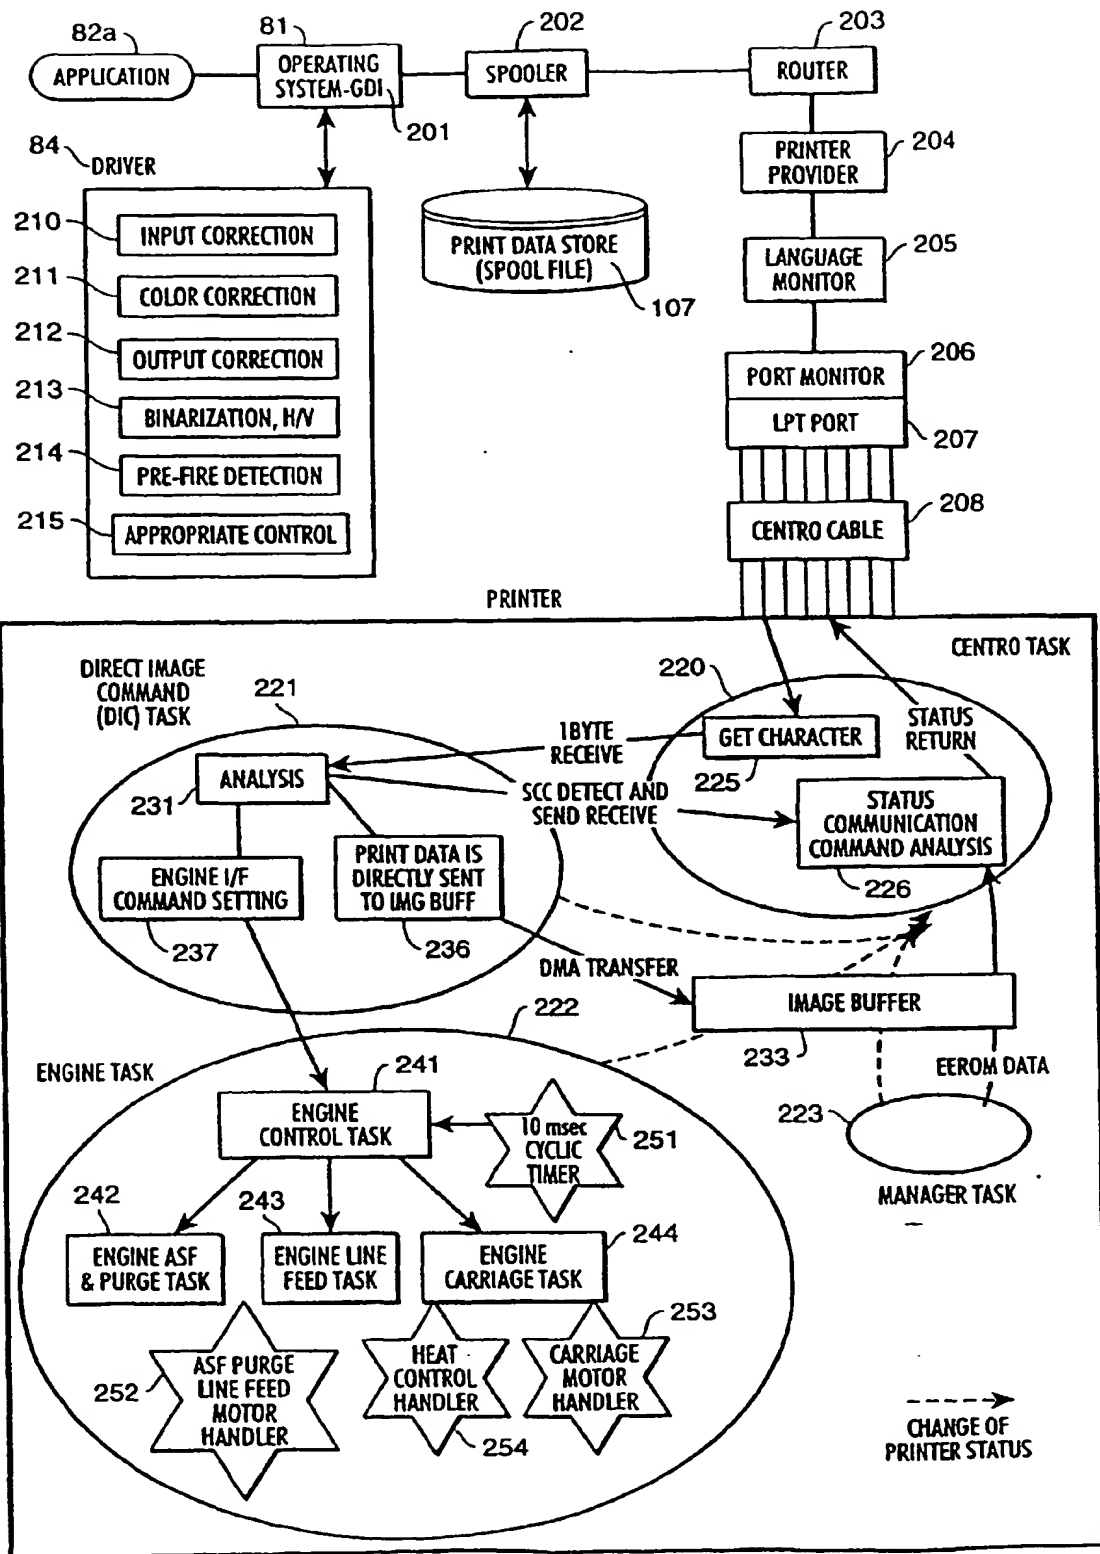 82a
81
202
203
APPLICATION
OPERATING
SYSTEM-GDI
SPOOLER
ROUTER
201
84
DRIVER
204
PRINTER
PROVIDER
210
INPUT CORRECTION
PRINT DATA STORE
(SPOOL FILE)
205
LANGUAGE
MONITOR
211
COLOR CORRECTION
107
212
OUTPUT CORRECTION
206
PORT MONITOR
213
BINARIZATION, H/V
LPT PORT
207
214
PRE-FIRE DETECTION
208
215
APPROPRIATE CONTROL
CENTRO CABLE
PRINTER
CENTRO TASK
DIRECT IMAGE
COMMAND
(DIC) TASK
221
220
STATUS
RETURN
1BYTE
RECEIVE
GET CHARACTER
225
ANALYSIS
231
SCC DETECT AND
SEND RECEIVE
STATUS
COMMUNICATION
COMMAND ANALYSIS
226
ENGINE I/F
COMMAND SETTING
237
PRINT DATA IS
DIRECTLY SENT
TO IMG BUFF
236
DMA TRANSFER
IMAGE BUFFER
233
222
EEROM DATA
ENGINE TASK
241
ENGINE
CONTROL TASK
10 msec
CYCLIC
TIMER
251
223
MANAGER TASK
242
243
244
ENGINE ASF
& PURGE TASK
ENGINE LINE
FEED TASK
ENGINE
CARRIAGE TASK
253
252
ASF PURGE
LINE FEED
MOTOR
HANDLER
HEAT
CONTROL
HANDLER
254
CARRIAGE
MOTOR
HANDLER
CHANGE OF
PRINTER STATUS